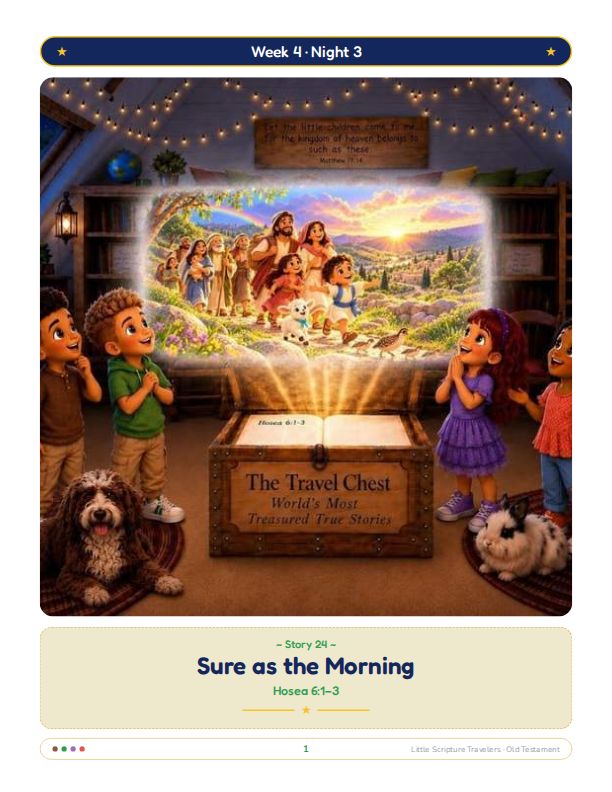 Week 4 · Night 3
Let the little children come to me,
for the kingdom of heaven belongs to
such as these.
Matthew 19:14
Hosea 6:1-3
The Travel Chest
World's Most
Treasured True Stories
~ Story 24 ~
Sure as the Morning
Hosea 6:1–3
1
Little Scripture Travelers · Old Testament